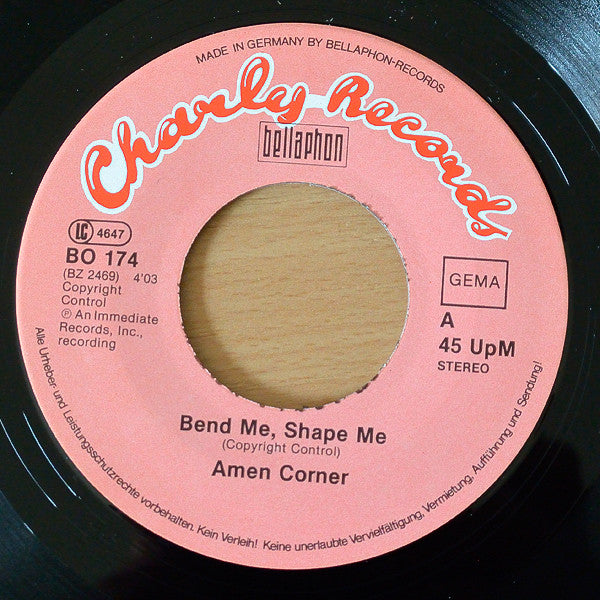 MADE IN GERMANY BY BELLAPHON-RECORDS
Charly Records
bellaphon
LC 4647
BO 174
(BZ 2469) 4'03
Copyright
Control
℗ An Immediate
Records, Inc.,
recording
GEMA
A
45 UpM
STEREO
Bend Me, Shape Me
(Copyright Control)
Amen Corner
Alle Urheber- und Leistungsschutzrechte vorbehalten. Kein Verleih! Keine unerlaubte Vervielfältigung, Vermietung, Aufführung und Sendung!